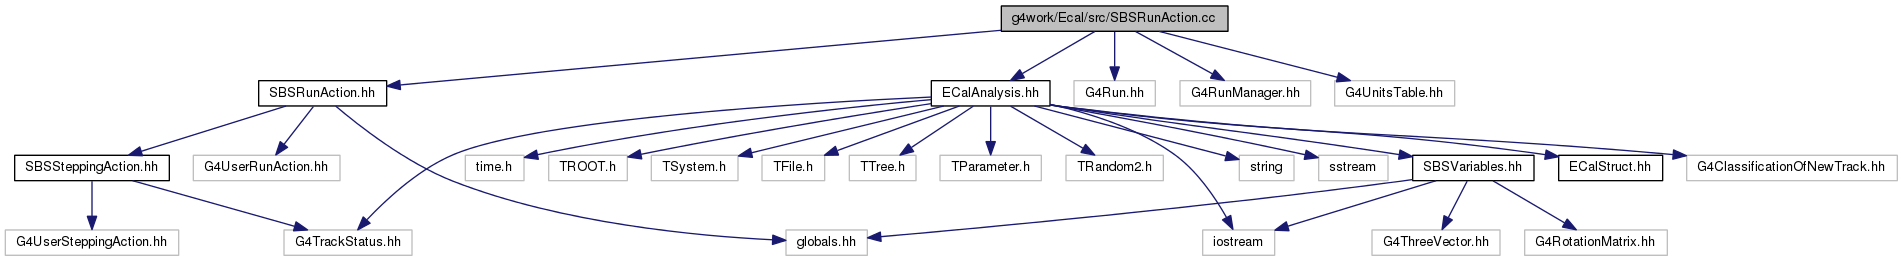 g4work/Ecal/src/SBSRunAction.cc
SBSRunAction.hh
ECalAnalysis.hh
G4Run.hh
G4RunManager.hh
G4UnitsTable.hh
SBSSteppingAction.hh
G4UserRunAction.hh
time.h
TROOT.h
TSystem.h
TFile.h
TTree.h
TParameter.h
TRandom2.h
string
sstream
SBSVariables.hh
ECalStruct.hh
G4ClassificationOfNewTrack.hh
G4UserSteppingAction.hh
G4TrackStatus.hh
globals.hh
iostream
G4ThreeVector.hh
G4RotationMatrix.hh